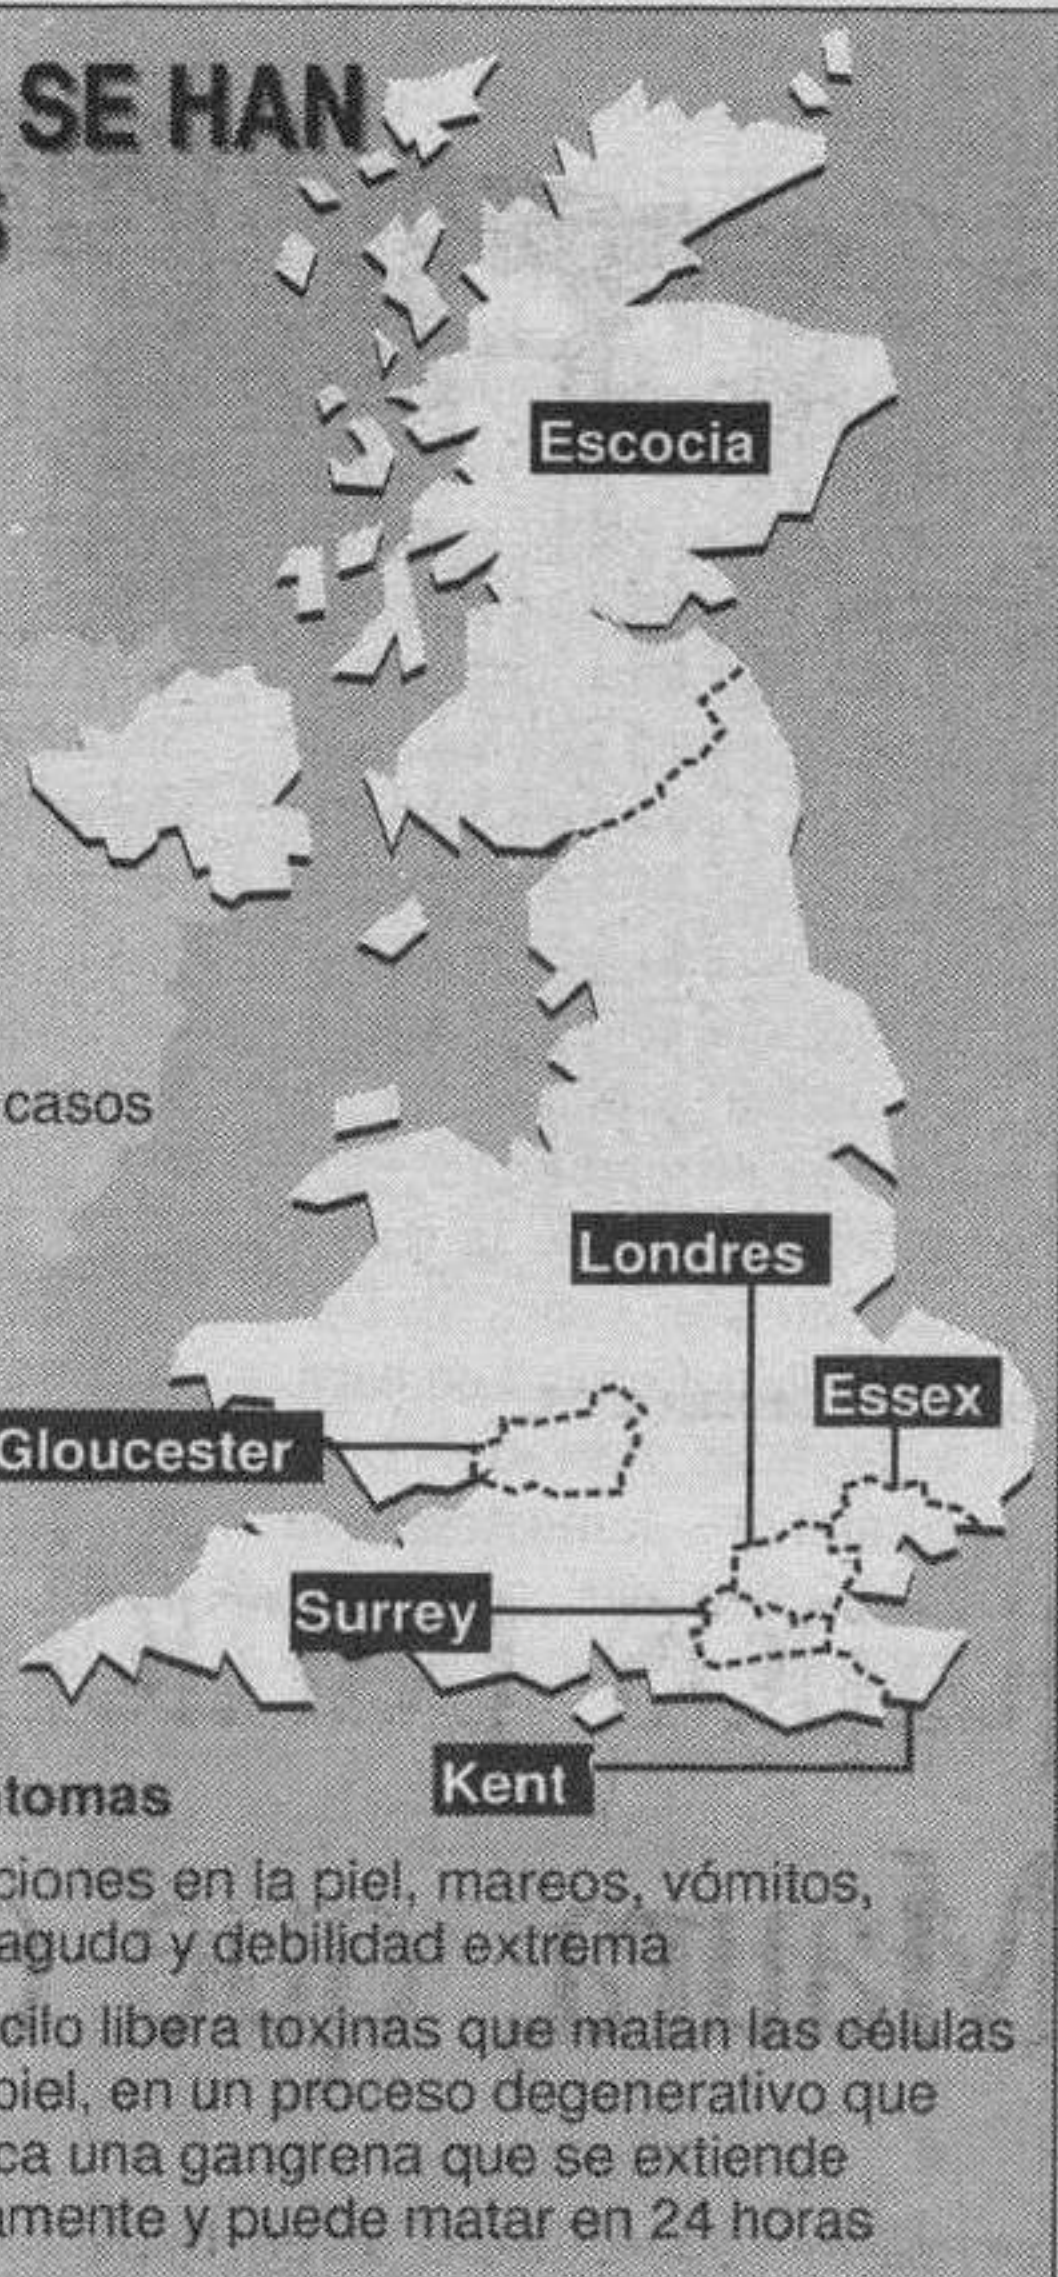 SE HAN
S
Escocia
casos
Londres
Essex
Gloucester
Surrey
Kent
tomas
ciones en la piel, mareos, vómitos,
agudo y debilidad extrema
cilo libera toxinas que matan las células
piel, en un proceso degenerativo que
ca una gangrena que se extiende
amente y puede matar en 24 horas